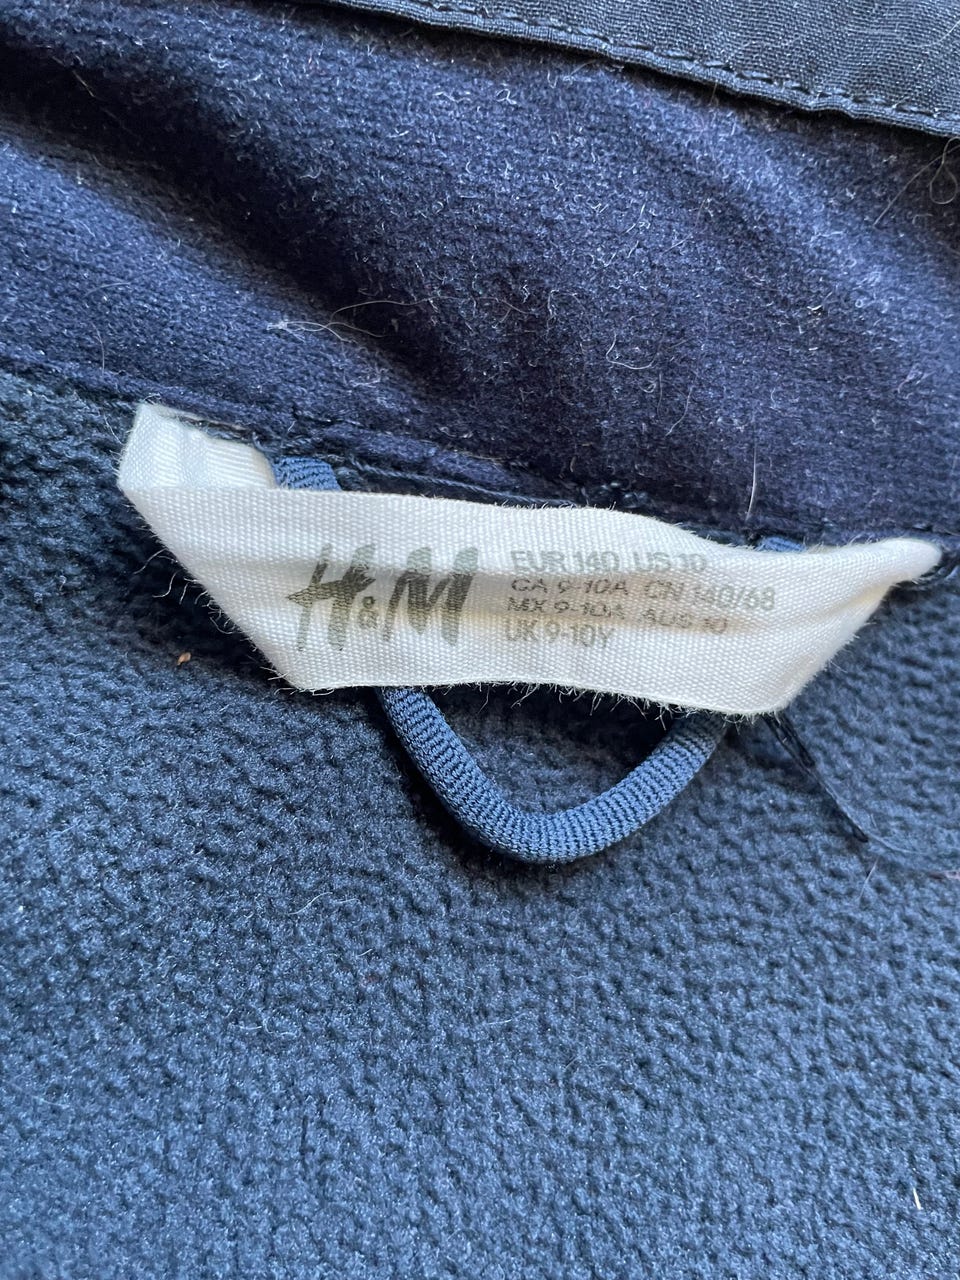 H&M
EUR 140 US 10
CA 9-10A CN 140/68
MX 9-10A AUS 10
UK 9-10Y